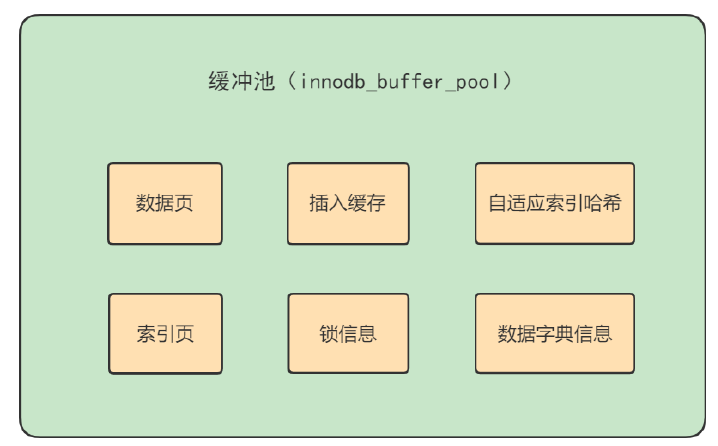 缓冲池（innodb_buffer_pool）
数据页
插入缓存
自适应索引哈希
索引页
锁信息
数据字典信息